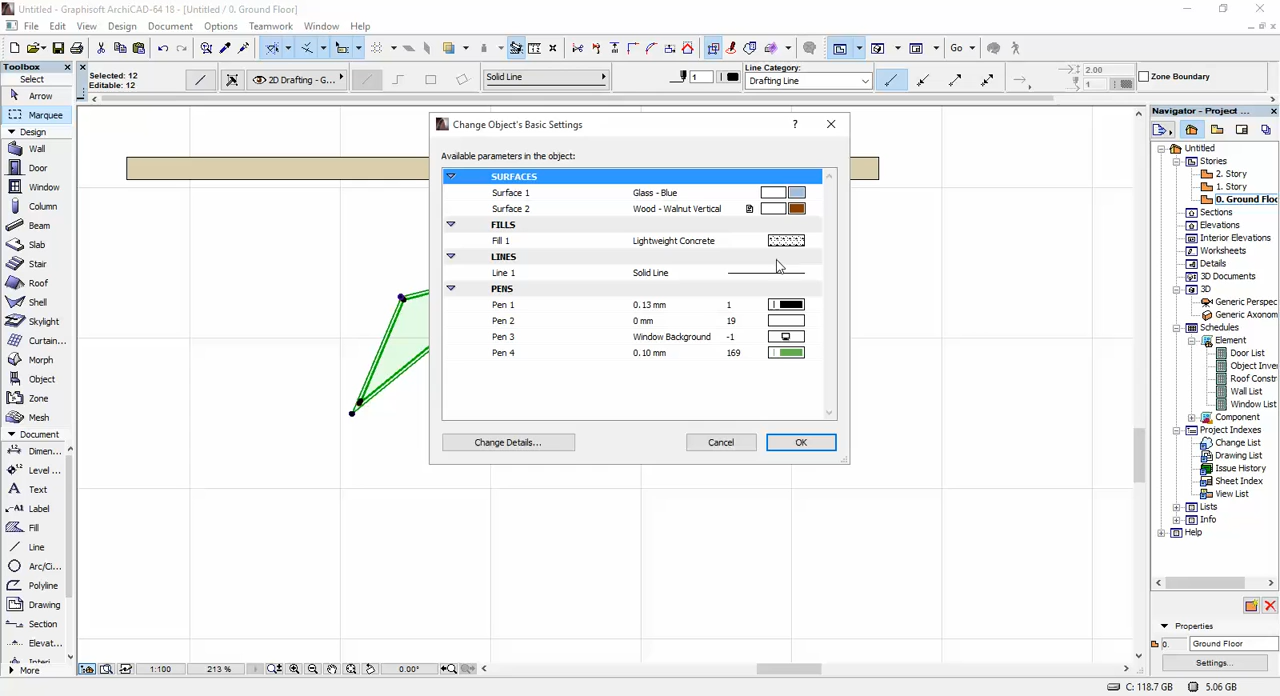 Untitled - Graphisoft ArchiCAD-64 18 - [Untitled / 0. Ground Floor]
File Edit View Design Document Options Teamwork Window Help
Go
Toolbox
Select
Arrow
Marquee
Design
Wall
Door
Window
Column
Beam
Slab
Stair
Roof
Shell
Skylight
Curtain...
Morph
Object
Zone
Mesh
Document
Dimen...
Level ...
Text
Label
Fill
Line
Arc/Ci...
Polyline
Drawing
Section
Elevat...
Interi
More
Selected: 12
Editable: 12
2D Drafting - G...
Solid Line
1
Line Category:
Drafting Line
2.00
1
Zone Boundary
Change Object's Basic Settings
?
Available parameters in the object:
SURFACES
Surface 1 Glass - Blue
Surface 2 Wood - Walnut Vertical
FILLS
Fill 1 Lightweight Concrete
LINES
Line 1 Solid Line
PENS
Pen 1 0.13 mm 1
Pen 2 0 mm 19
Pen 3 Window Background -1
Pen 4 0.10 mm 169
Change Details... Cancel OK
Navigator - Project ...
Untitled
Stories
2. Story
1. Story
0. Ground Floo
Sections
Elevations
Interior Elevations
Worksheets
Details
3D Documents
3D
Generic Perspec
Generic Axonom
Schedules
Element
Door List
Object Inve
Roof Constr
Wall List
Window List
Component
Project Indexes
Change List
Drawing List
Issue History
Sheet Index
View List
Lists
Info
Help
Properties
0. Ground Floor
Settings...
1:100 213 % 0.00°
C: 118.7 GB 5.06 GB